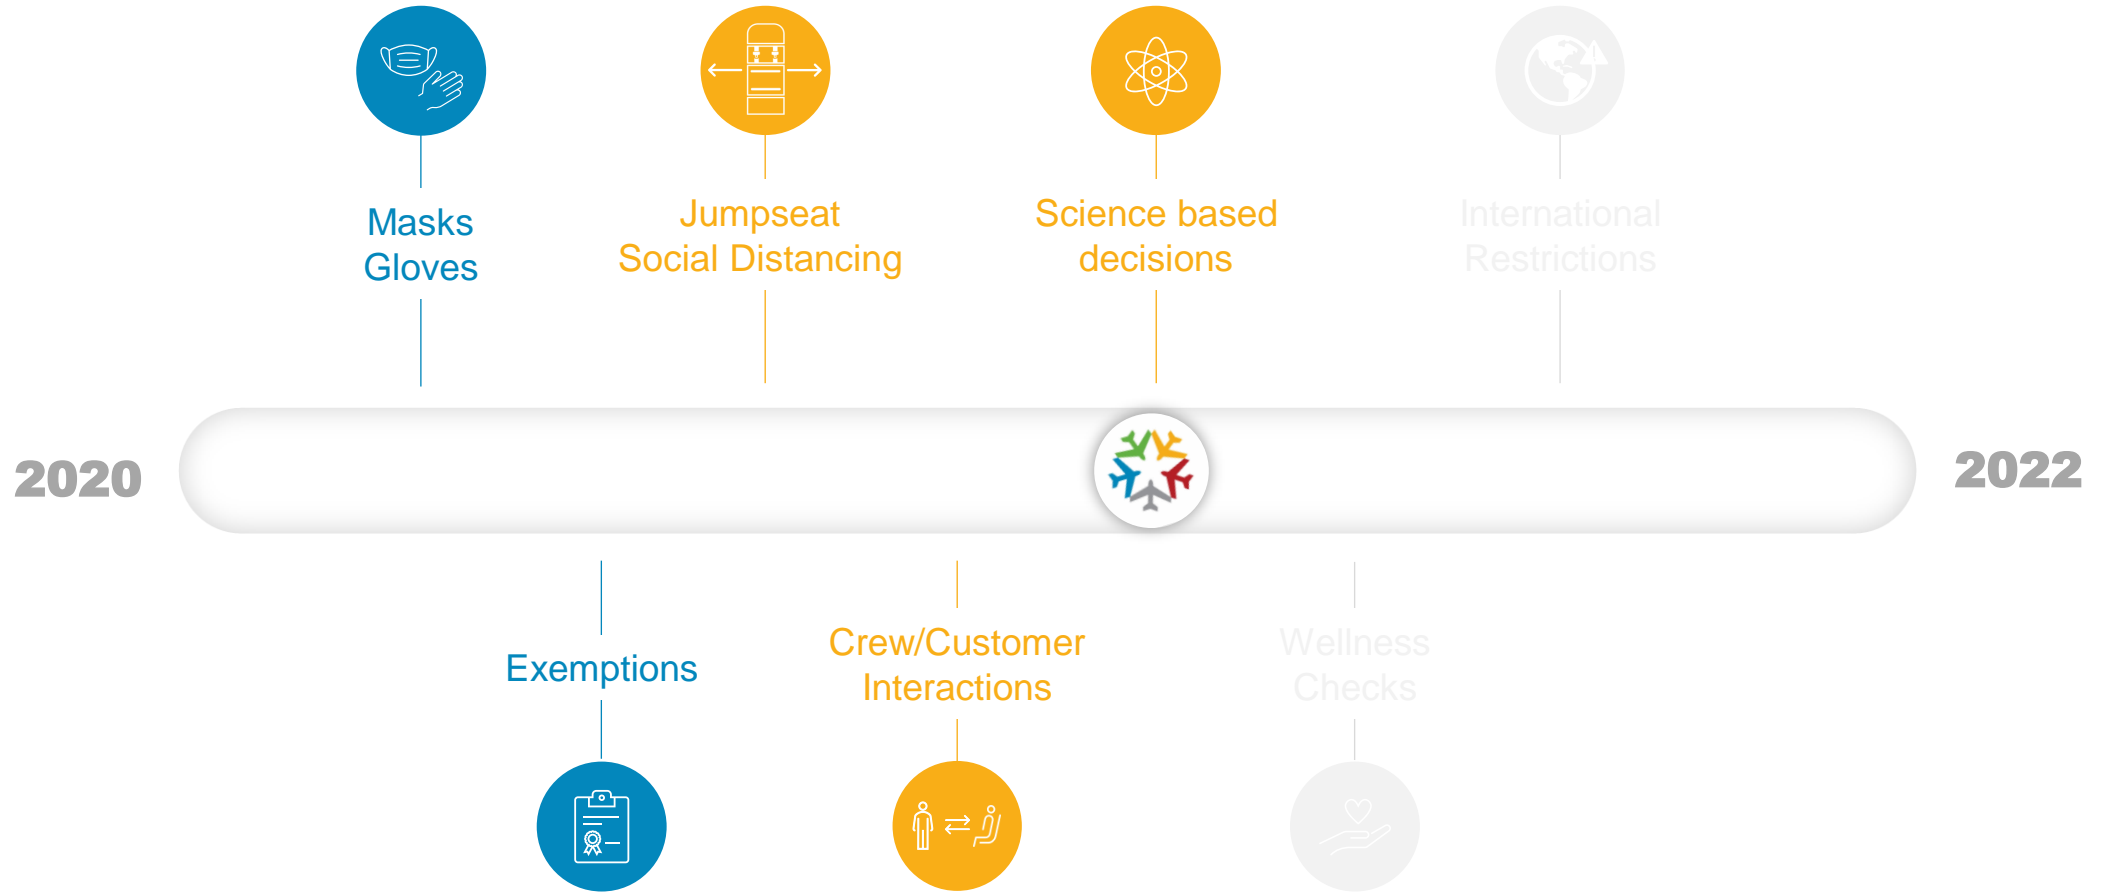 Masks
Gloves
Jumpseat
Social Distancing
Science based
decisions
International
Restrictions
2020
2022
Exemptions
Crew/Customer
Interactions
Wellness
Checks